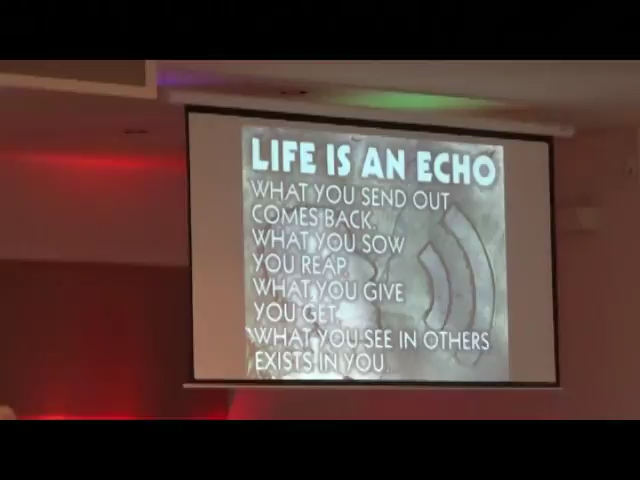 LIFE IS AN ECHO
WHAT YOU SEND OUT
COMES BACK.
WHAT YOU SOW
YOU REAP.
WHAT YOU GIVE
YOU GET.
WHAT YOU SEE IN OTHERS
EXISTS IN YOU.